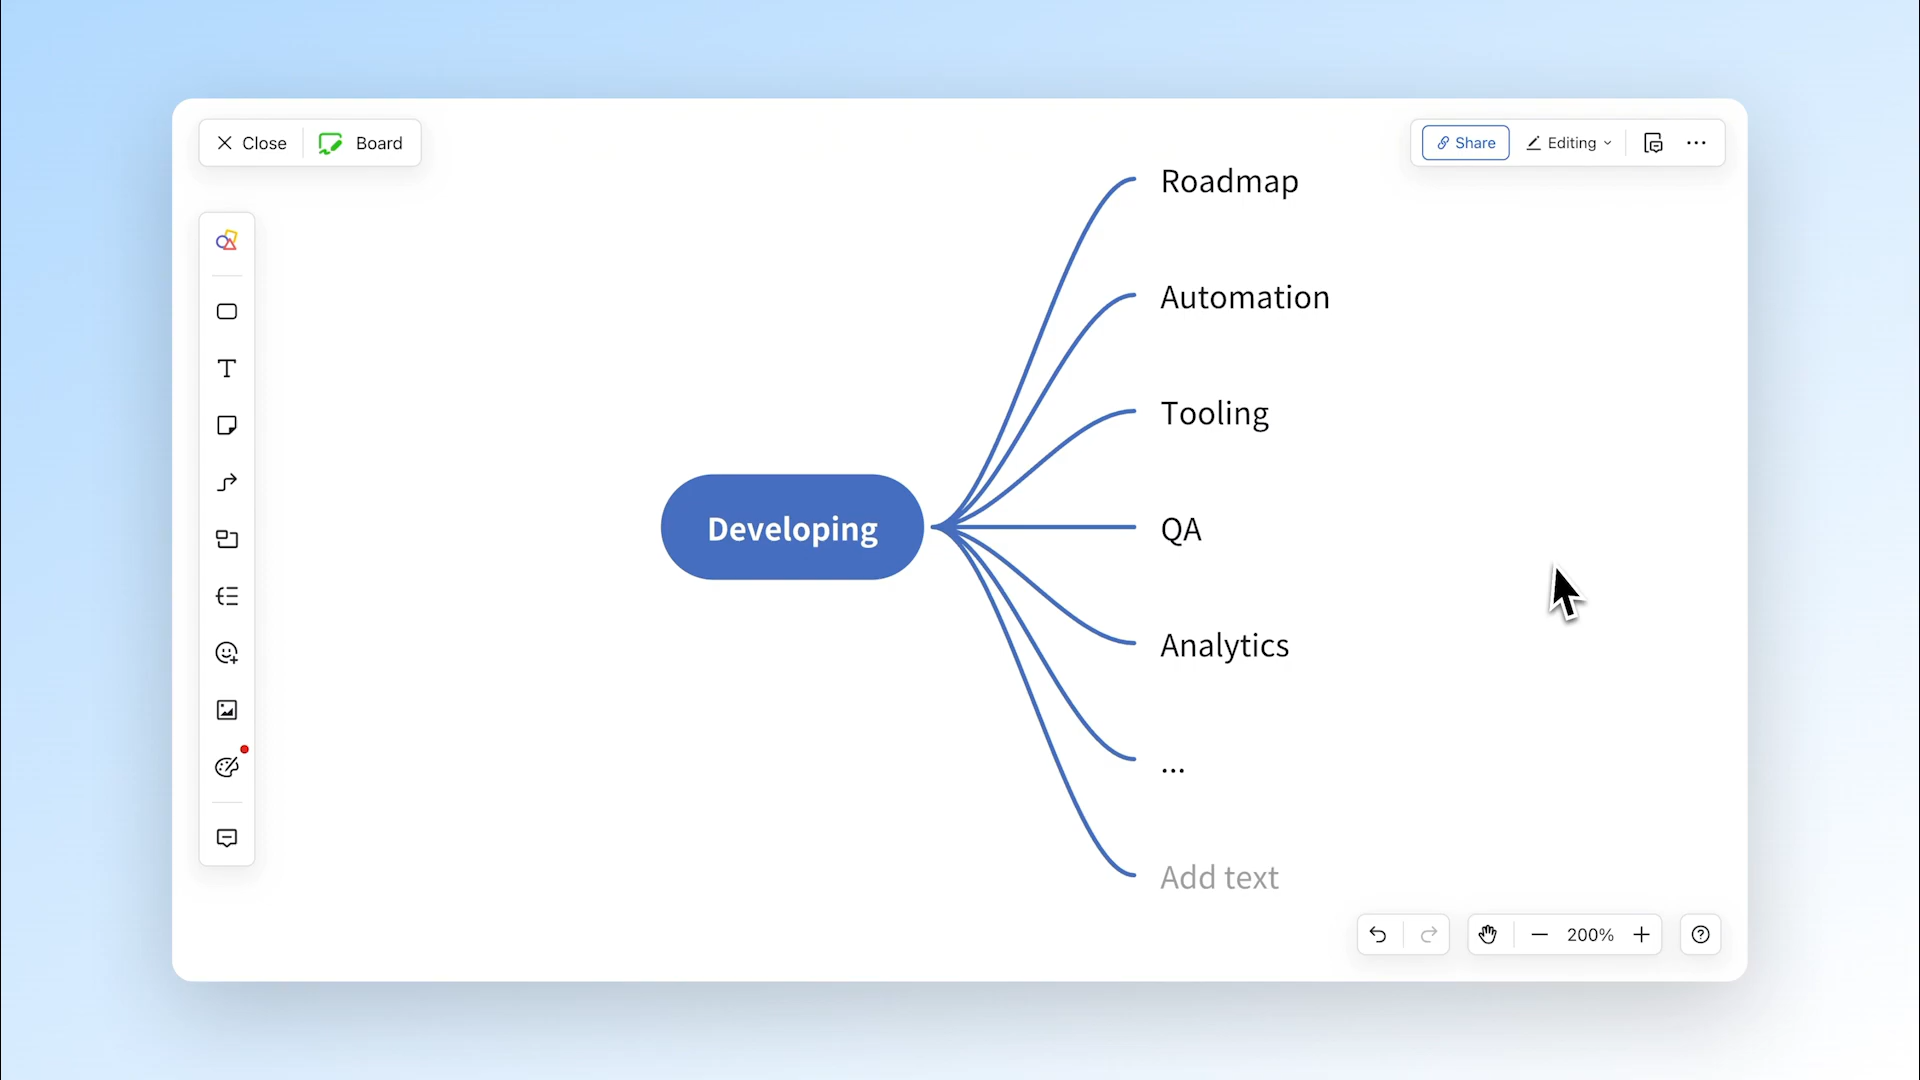 Close
Board
Share
Editing
Roadmap
Automation
Tooling
Developing
QA
Analytics
...
Add text
200%